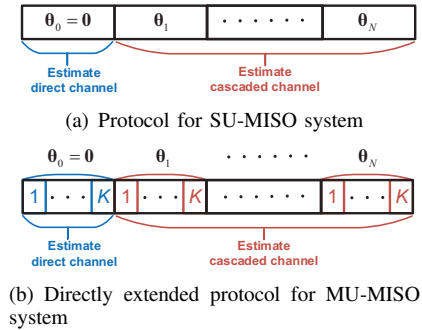 θ₀ = 0 θ₁ · · · · · · θ_N
Estimate direct channel Estimate cascaded channel
(a) Protocol for SU-MISO system
θ₀ = 0 θ₁ · · · · · · θ_N
1 · · · K 1 · · · K · · · · · · 1 · · · K
Estimate direct channel Estimate cascaded channel
(b) Directly extended protocol for MU-MISO
system